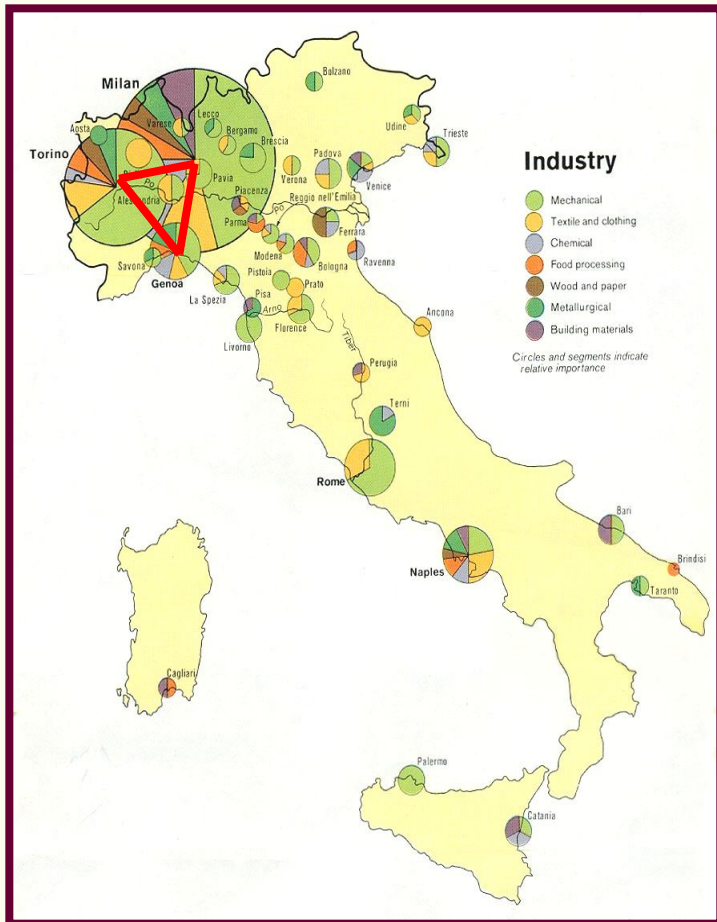 Bolzano
Milan
Lecco
Varese
Bergamo
Aosta
Udine
Trieste
Brescia
Torino
Padova
Verona
Venice
Po
Pavia
Piacenza
Reggio nell'Emilia
Alessandria
Po
Parma
Ferrara
Modena
Savona
Bologna
Ravenna
Genoa
Pistoia
Prato
La Spezia
Pisa
Arno
Florence
Ancona
Livorno
Tiber
Perugia
Terni
Rome
Bari
Naples
Brindisi
Taranto
Cagliari
Palermo
Catania
Industry
Mechanical
Textile and clothing
Chemical
Food processing
Wood and paper
Metallurgical
Building materials
Circles and segments indicate
relative importance